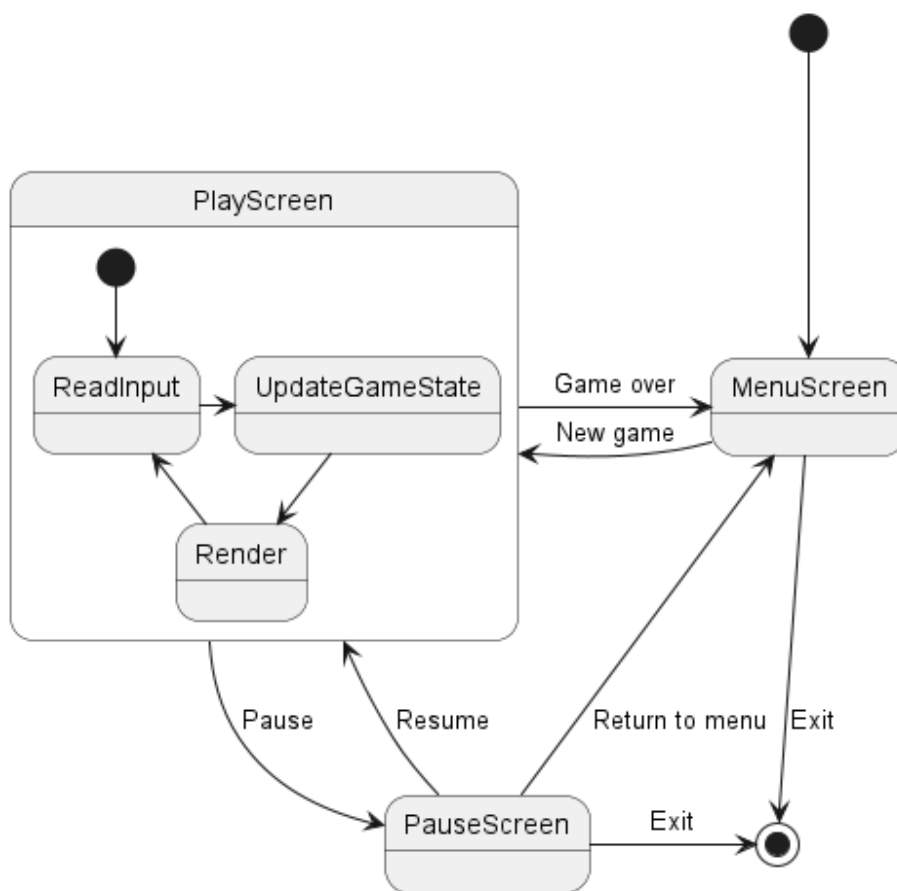 PlayScreen
ReadInput
UpdateGameState
Render
Game over
New game
MenuScreen
Pause
Resume
Return to menu
Exit
PauseScreen
Exit